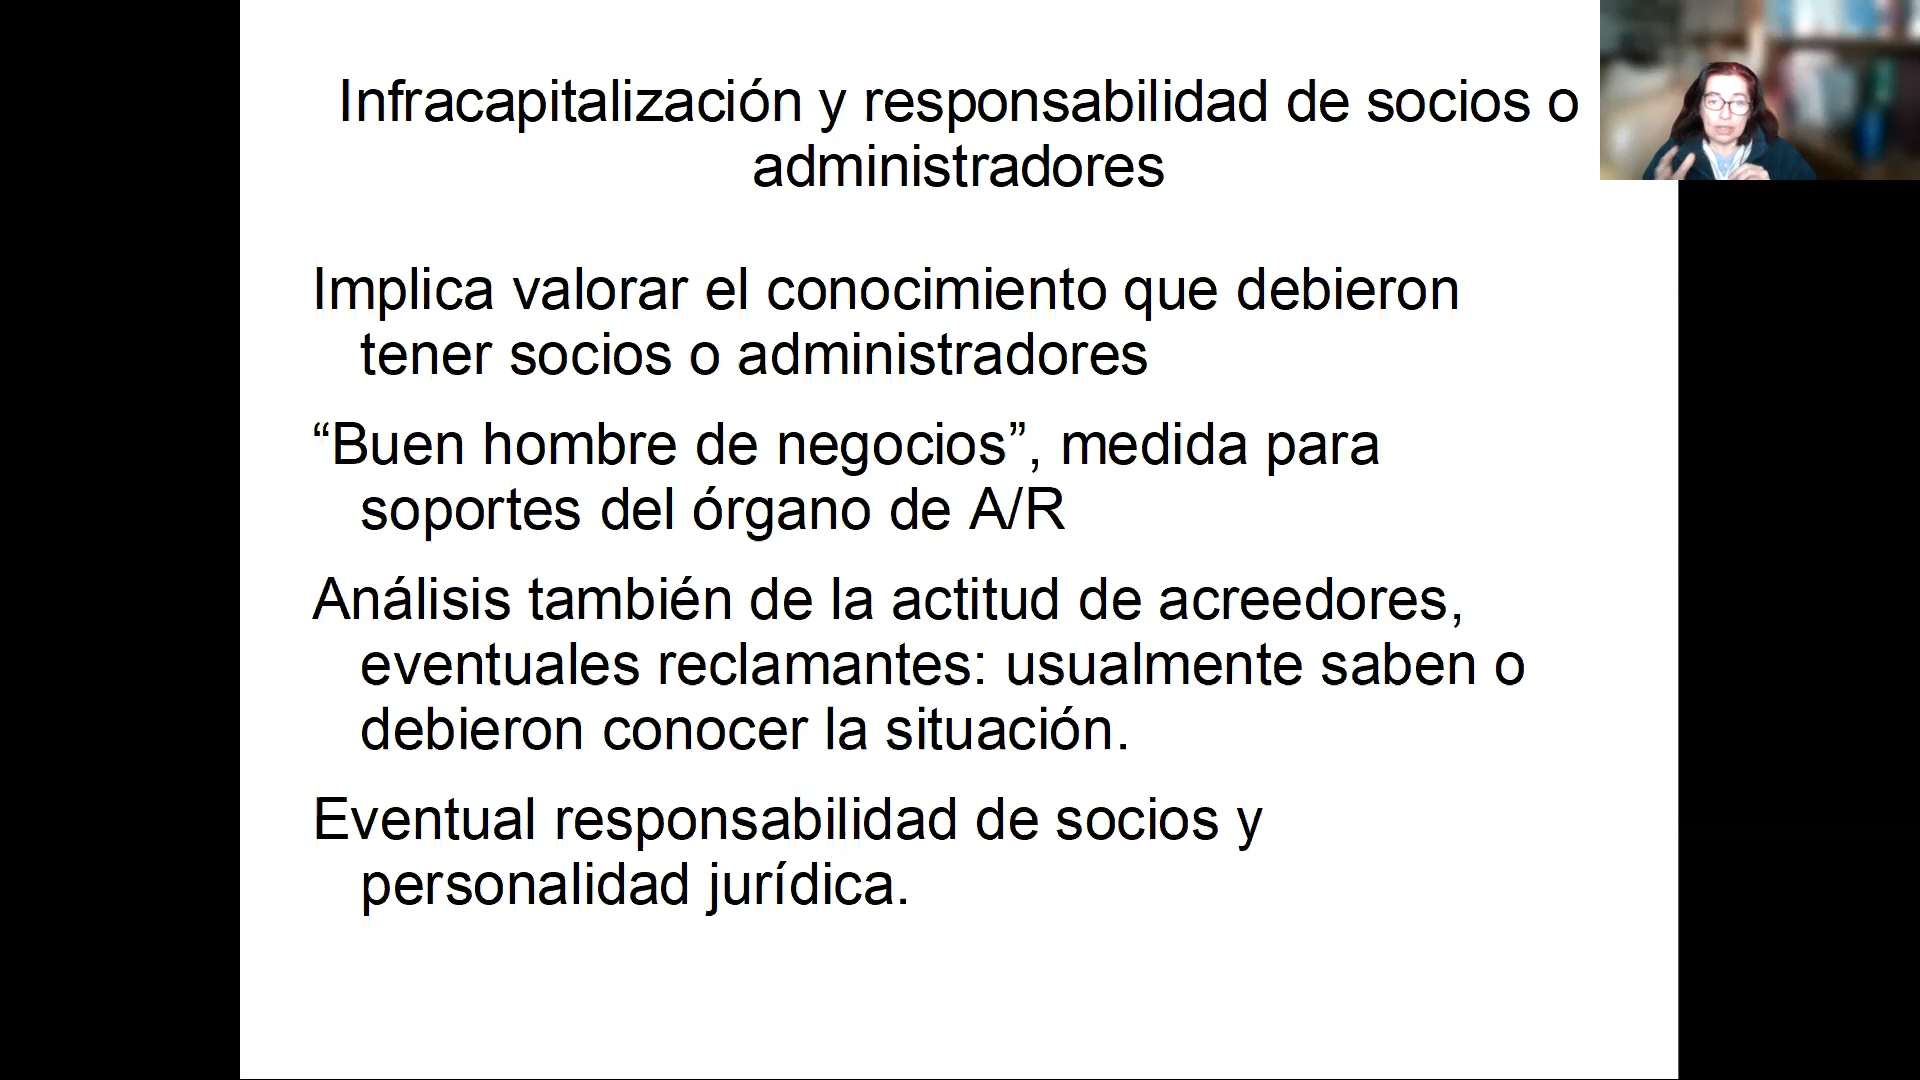 Infracapitalización y responsabilidad de socios o
administradores
Implica valorar el conocimiento que debieron
tener socios o administradores
“Buen hombre de negocios”, medida para
soportes del órgano de A/R
Análisis también de la actitud de acreedores,
eventuales reclamantes: usualmente saben o
debieron conocer la situación.
Eventual responsabilidad de socios y
personalidad jurídica.